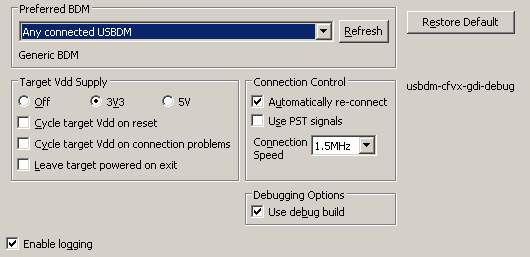 Preferred BDM
Any connected USBDM
Refresh
Restore Default
Generic BDM
Target Vdd Supply
Off
3V3
5V
Cycle target Vdd on reset
Cycle target Vdd on connection problems
Leave target powered on exit
Connection Control
Automatically re-connect
Use PST signals
Connection
Speed
1.5MHz
usbdm-cfvx-gdi-debug
Debugging Options
Use debug build
Enable logging